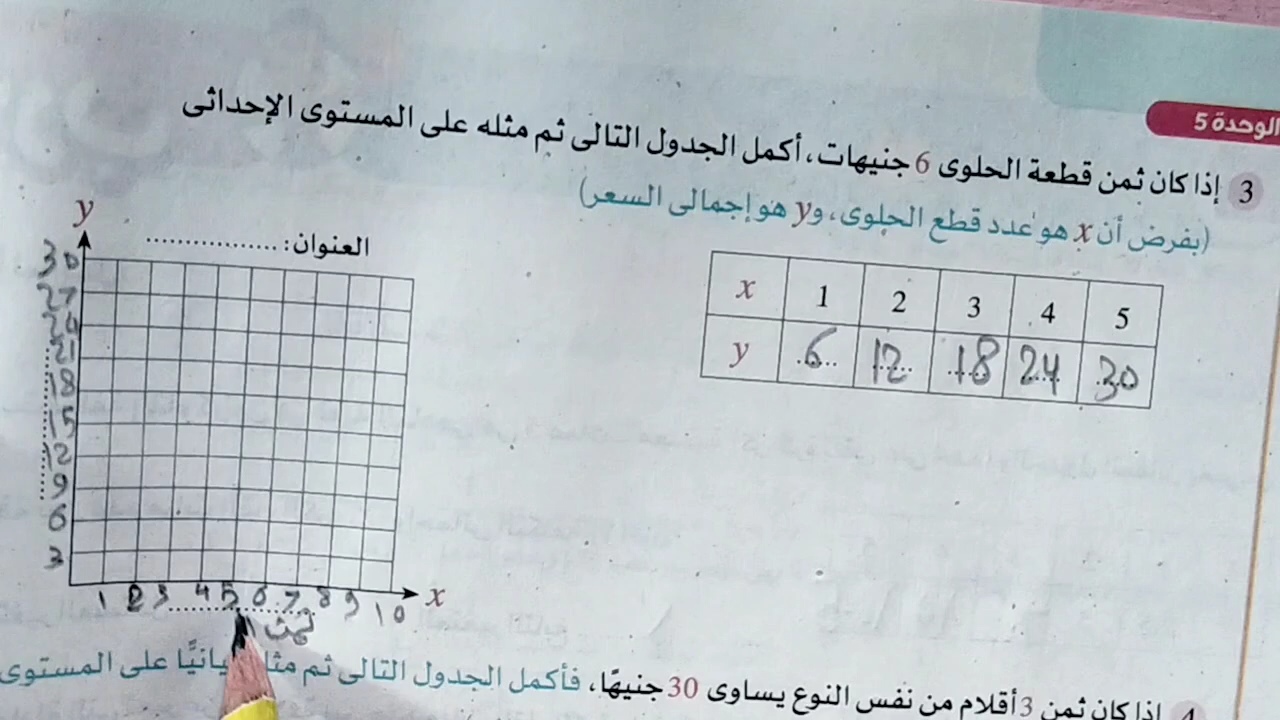 الوحدة 5
3 إذا كان ثمن قطعة الحلوى 6 جنيهات، أكمل الجدول التالى ثم مثله على المستوى الإحداثى
(بفرض أن x هو عدد قطع الحلوى، وy هو إجمالى السعر)
x 1 2 3 4 5
y 6 12 18 24 30
العنوان: .................
y
30
27
24
21
18
15
12
9
6
3
1 2 3 4 5 6 7 8 9 10
x
4 إذا كان ثمن 3 أقلام من نفس النوع يساوى 30 جنيهًا، فأكمل الجدول التالى ثم مثله بيانيًّا على المستوى